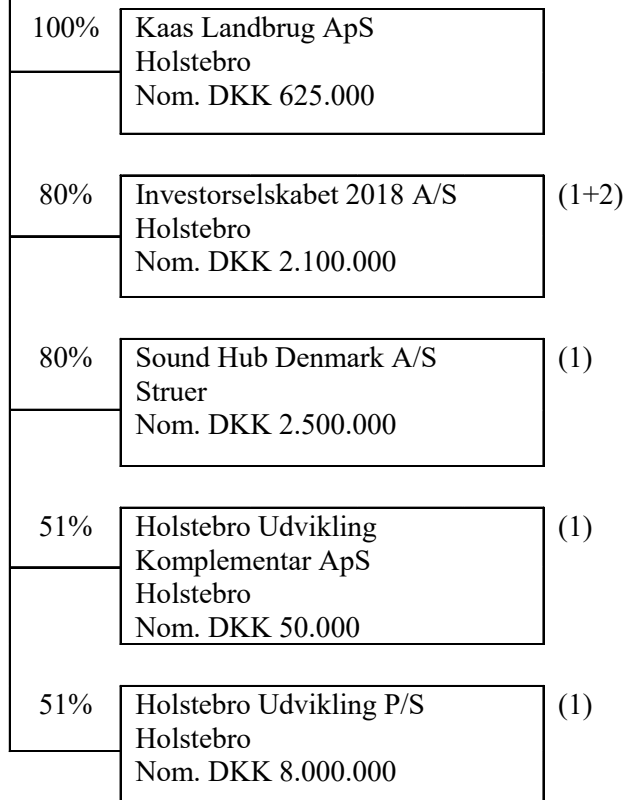 100%
Kaas Landbrug ApS
Holstebro
Nom. DKK 625.000
80%
Investorselskabet 2018 A/S
(1+2)
Holstebro
Nom. DKK 2.100.000
80%
Sound Hub Denmark A/S
(1)
Struer
Nom. DKK 2.500.000
51%
Holstebro Udvikling
(1)
Komplementar ApS
Holstebro
Nom. DKK 50.000
51%
Holstebro Udvikling P/S
(1)
Holstebro
Nom. DKK 8.000.000